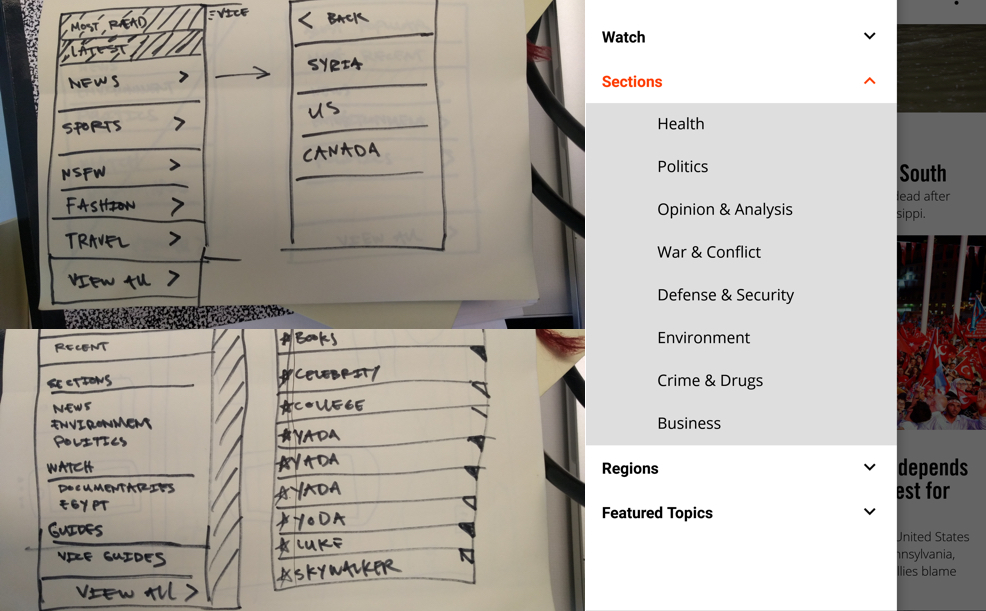 MOST READ
LATEST
NEWS >
SPORTS >
NSFW >
FASHION >
TRAVEL >
VIEW ALL >
=VICE
< BACK
SYRIA
US
CANADA
RECENT
SECTIONS
NEWS
ENVIRONMENT
POLITICS
WATCH
DOCUMENTARIES
EGYPT
GUIDES
VICE GUIDES
VIEW ALL >
BOOKS
CELEBRITY
COLLEGE
YADA
YADA
YADA
YODA
LUKE
SKYWALKER
Watch
Sections
Health
Politics
Opinion & Analysis
War & Conflict
Defense & Security
Environment
Crime & Drugs
Business
Regions
Featured Topics
South
dead after
sippi.
depends
est for
United States
nnsylvania,
llies blame